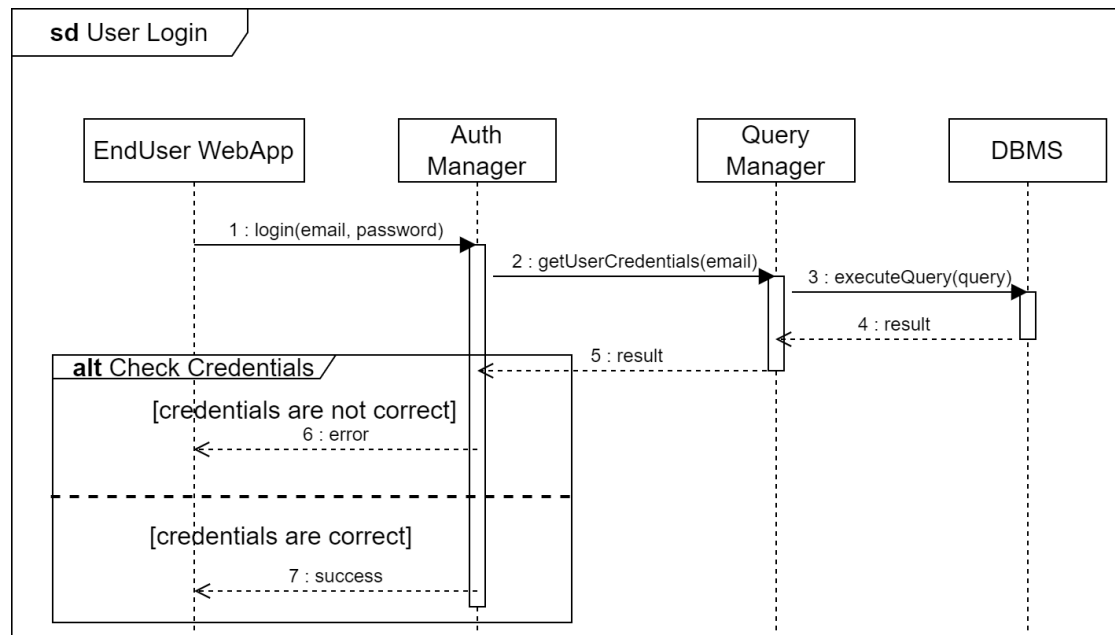 sd User Login
EndUser WebApp
Auth
Manager
Query
Manager
DBMS
1 : login(email, password)
2 : getUserCredentials(email)
3 : executeQuery(query)
4 : result
5 : result
alt Check Credentials
[credentials are not correct]
6 : error
[credentials are correct]
7 : success